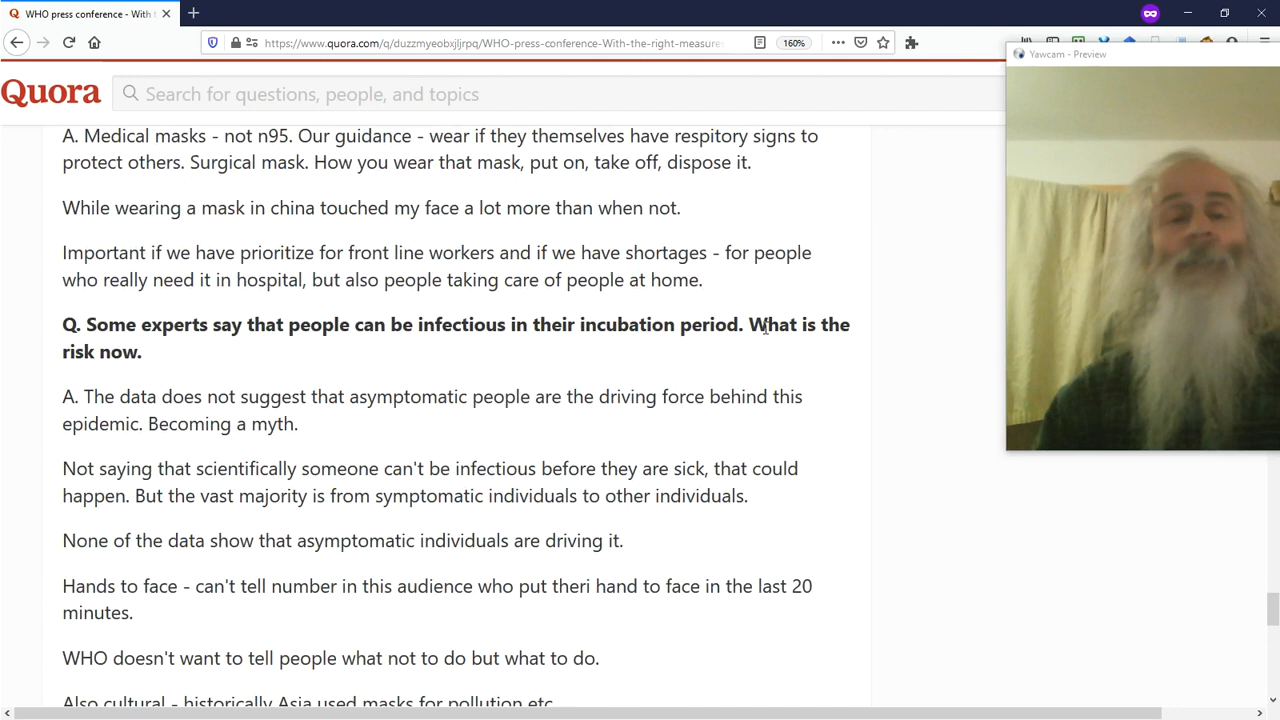 WHO press conference - With t
https://www.quora.com/q/duzzmyeobxjljrpq/WHO-press-conference-With-the-right-measure
160%
Yawcam - Preview
Quora
Search for questions, people, and topics
A. Medical masks - not n95. Our guidance - wear if they themselves have respitory signs to
protect others. Surgical mask. How you wear that mask, put on, take off, dispose it.
While wearing a mask in china touched my face a lot more than when not.
Important if we have prioritize for front line workers and if we have shortages - for people
who really need it in hospital, but also people taking care of people at home.
Q. Some experts say that people can be infectious in their incubation period. What is the
risk now.
A. The data does not suggest that asymptomatic people are the driving force behind this
epidemic. Becoming a myth.
Not saying that scientifically someone can't be infectious before they are sick, that could
happen. But the vast majority is from symptomatic individuals to other individuals.
None of the data show that asymptomatic individuals are driving it.
Hands to face - can't tell number in this audience who put theri hand to face in the last 20
minutes.
WHO doesn't want to tell people what not to do but what to do.
Also cultural - historically Asia used masks for pollution etc